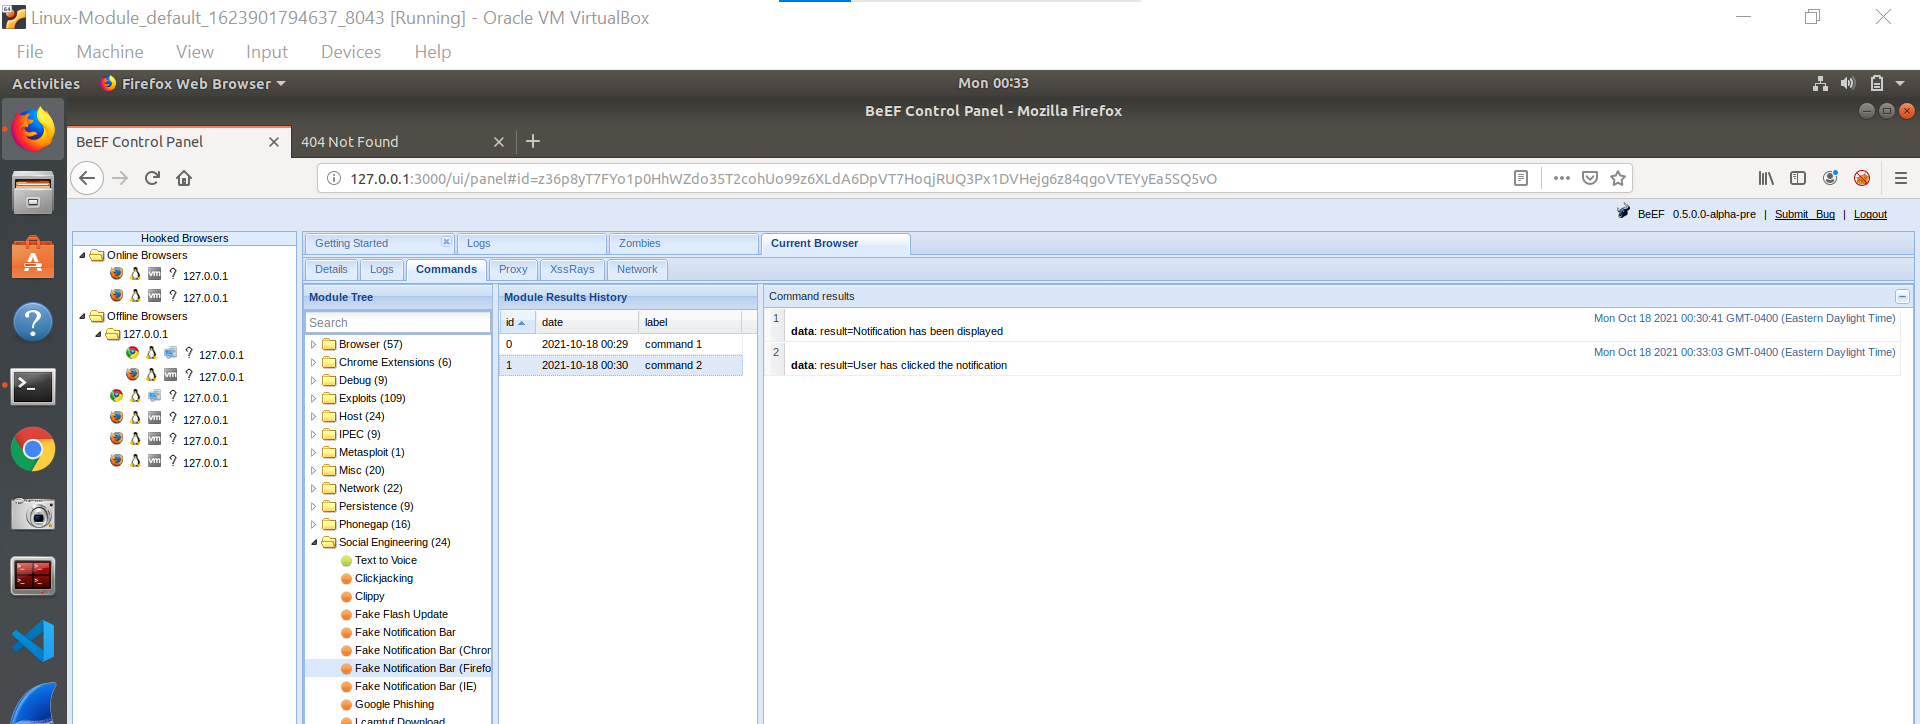 Linux-Module_default_1623901794637_8043 [Running] - Oracle VM VirtualBox
File Machine View Input Devices Help
Activities Firefox Web Browser Mon 00:33
BeEF Control Panel - Mozilla Firefox
BeEF Control Panel 404 Not Found
127.0.0.1:3000/ui/panel#id=z36p8yT7FYo1p0HhWZdo35T2cohUo99z6XLdA6DpVT7HoqjRUQ3Px1DVHejg6z84qgoVTEYyEa5SQ5vO
BeEF 0.5.0.0-alpha-pre | Submit Bug | Logout
Hooked Browsers
Online Browsers
? 127.0.0.1
? 127.0.0.1
Offline Browsers
127.0.0.1
? 127.0.0.1
? 127.0.0.1
? 127.0.0.1
? 127.0.0.1
? 127.0.0.1
? 127.0.0.1
Getting Started Logs Zombies Current Browser
Details Logs Commands Proxy XssRays Network
Module Tree
Search
Browser (57)
Chrome Extensions (6)
Debug (9)
Exploits (109)
Host (24)
IPEC (9)
Metasploit (1)
Misc (20)
Network (22)
Persistence (9)
Phonegap (16)
Social Engineering (24)
Text to Voice
Clickjacking
Clippy
Fake Flash Update
Fake Notification Bar
Fake Notification Bar (Chror
Fake Notification Bar (Firefo
Fake Notification Bar (IE)
Google Phishing
Lcamtuf Download
Module Results History
id date label
0 2021-10-18 00:29 command 1
1 2021-10-18 00:30 command 2
Command results
1 Mon Oct 18 2021 00:30:41 GMT-0400 (Eastern Daylight Time)
data: result=Notification has been displayed
2 Mon Oct 18 2021 00:33:03 GMT-0400 (Eastern Daylight Time)
data: result=User has clicked the notification